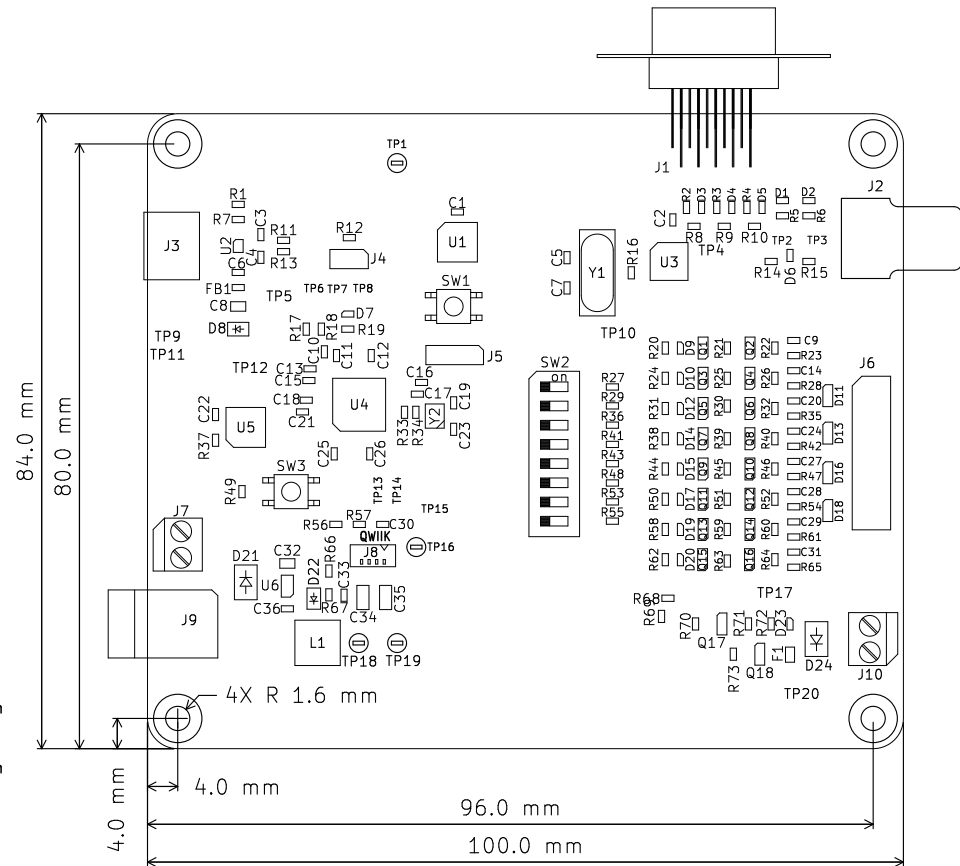 J1
TP1
R1
R7
C3
U2
C4
R11
R13
C6
FB1
C8
D8
J3
R12
J4
C1
U1
SW1
TP5
TP6
TP7
TP8
R17
R18
D7
R19
C10
C11
C12
J5
C13
C15
C18
C21
TP9
TP11
TP12
C16
C17
C19
C23
Y2
R33
R34
U4
C22
U5
R37
C25
C26
SW3
R49
TP13
TP14
TP15
C5
C7
Y1
R16
C2
U3
R2
D3
R3
D4
R4
D5
D1
D2
R5
R6
R8
R9
R10
TP4
TP2
TP3
R14
D6
R15
J2
TP10
SW2
on
R27
R29
R36
R41
R43
R48
R53
R55
R20
D9
Q1
R21
Q2
R22
C9
R23
R24
D10
Q3
R25
Q4
R26
C14
R28
R31
D12
Q5
R30
Q6
R32
C20
R35
R38
D14
Q7
R39
Q8
R40
C24
R42
R44
D15
Q9
R45
Q10
R46
C27
R47
R50
D17
Q11
R51
Q12
R52
C28
R54
R58
D19
Q13
R59
Q14
R60
C29
R61
R62
D20
Q15
R63
Q16
R64
C31
R65
D11
D13
D16
D18
J6
J7
R56
R57
C30
QWIIK
J8
TP16
D21
C32
U6
C36
D22
R66
R67
C33
C34
C35
J9
L1
TP18
TP19
R68
R69
R70
Q17
R71
R72
D23
TP17
R73
Q18
F1
D24
TP20
J10
84.0 mm
80.0 mm
4X R 1.6 mm
4.0 mm
4.0 mm
96.0 mm
100.0 mm